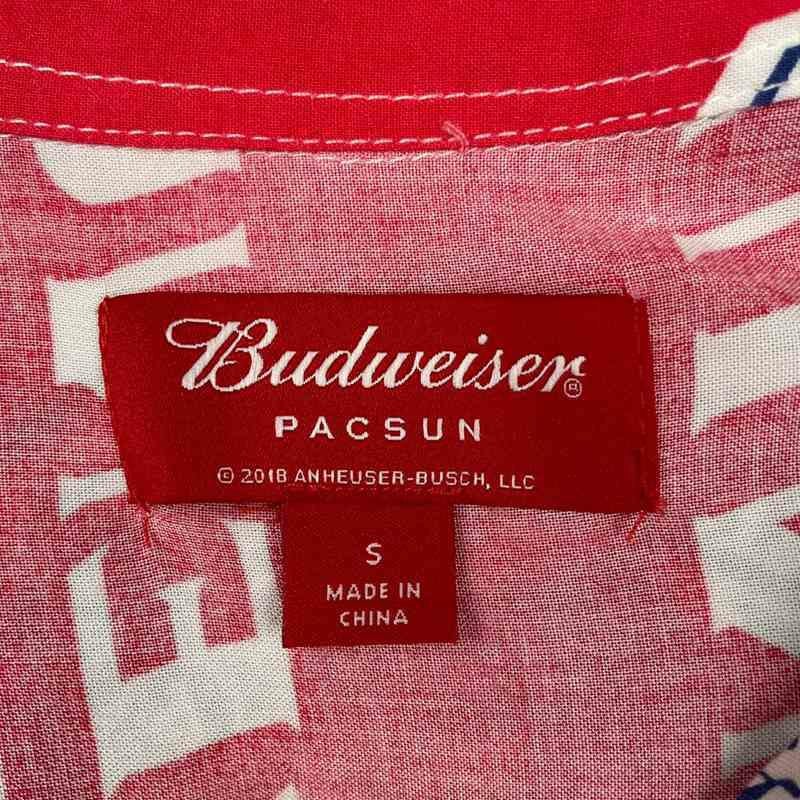 Budweiser®
PACSUN
© 2018 ANHEUSER-BUSCH, LLC
S
MADE IN
CHINA